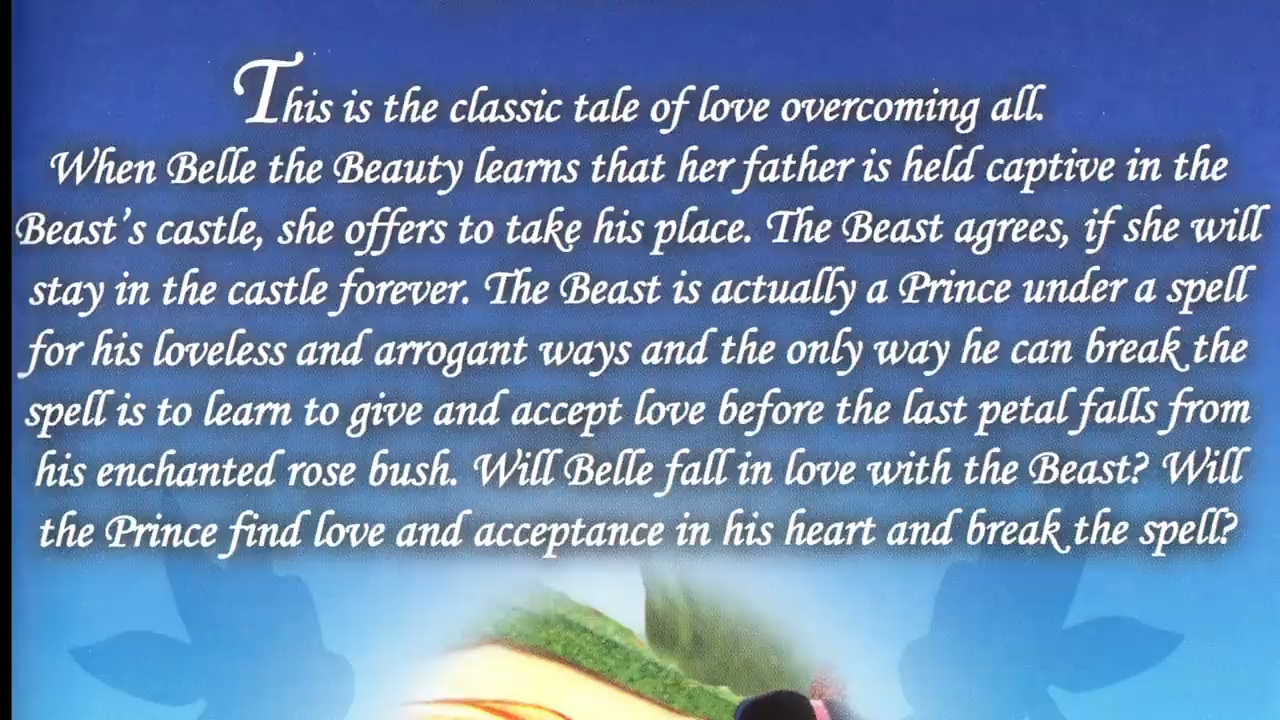 This is the classic tale of love overcoming all.
When Belle the Beauty learns that her father is held captive in the
Beast's castle, she offers to take his place. The Beast agrees, if she will
stay in the castle forever. The Beast is actually a Prince under a spell
for his loveless and arrogant ways and the only way he can break the
spell is to learn to give and accept love before the last petal falls from
his enchanted rose bush. Will Belle fall in love with the Beast? Will
the Prince find love and acceptance in his heart and break the spell?